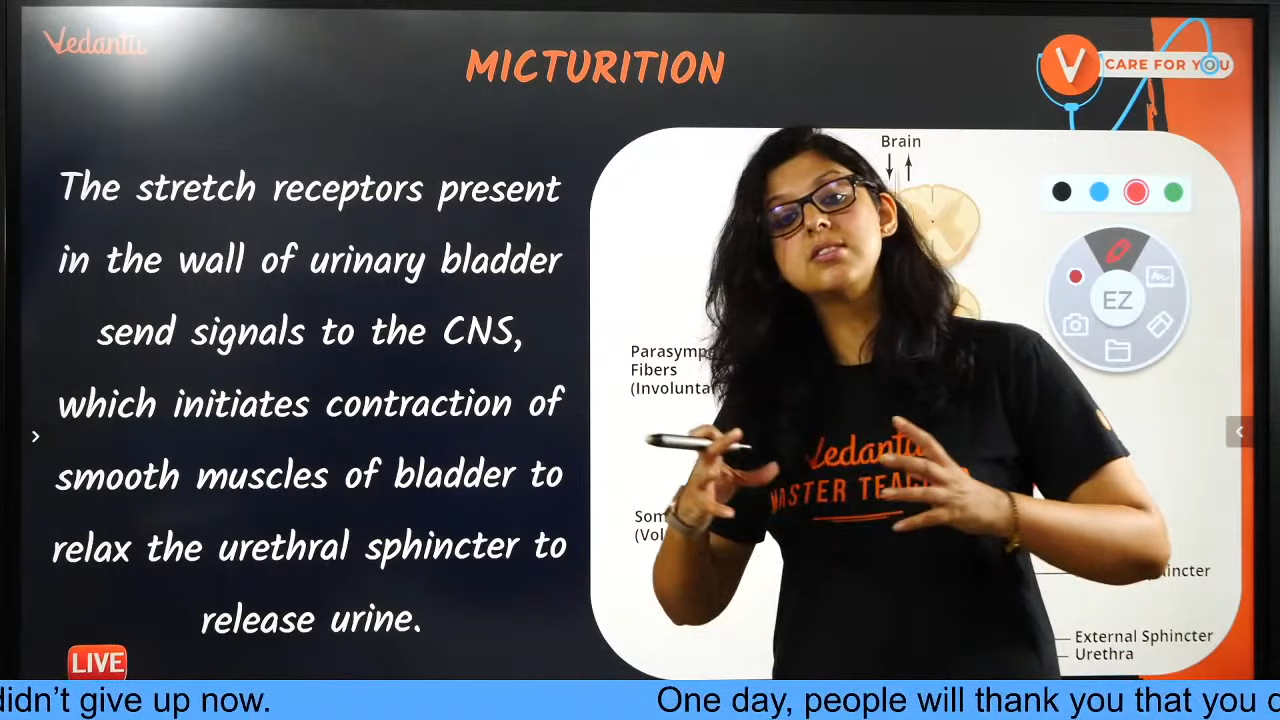 Vedantu
MICTURITION
CARE FOR YOU
The stretch receptors present
in the wall of urinary bladder
send signals to the CNS,
which initiates contraction of
smooth muscles of bladder to
relax the urethral sphincter to
release urine.
Brain
EZ
Fibers
Vedantu
MASTER
External Sphincter
Urethra
LIVE
didn't give up now.
One day, people will thank you that you